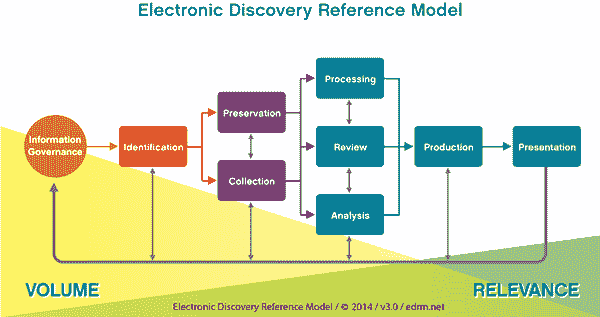 Electronic Discovery Reference Model
Information
Governance
Identification
Preservation
Collection
Processing
Review
Analysis
Production
Presentation
VOLUME
RELEVANCE
Electronic Discovery Reference Model / © 2014 / v3.0 / edrm.net